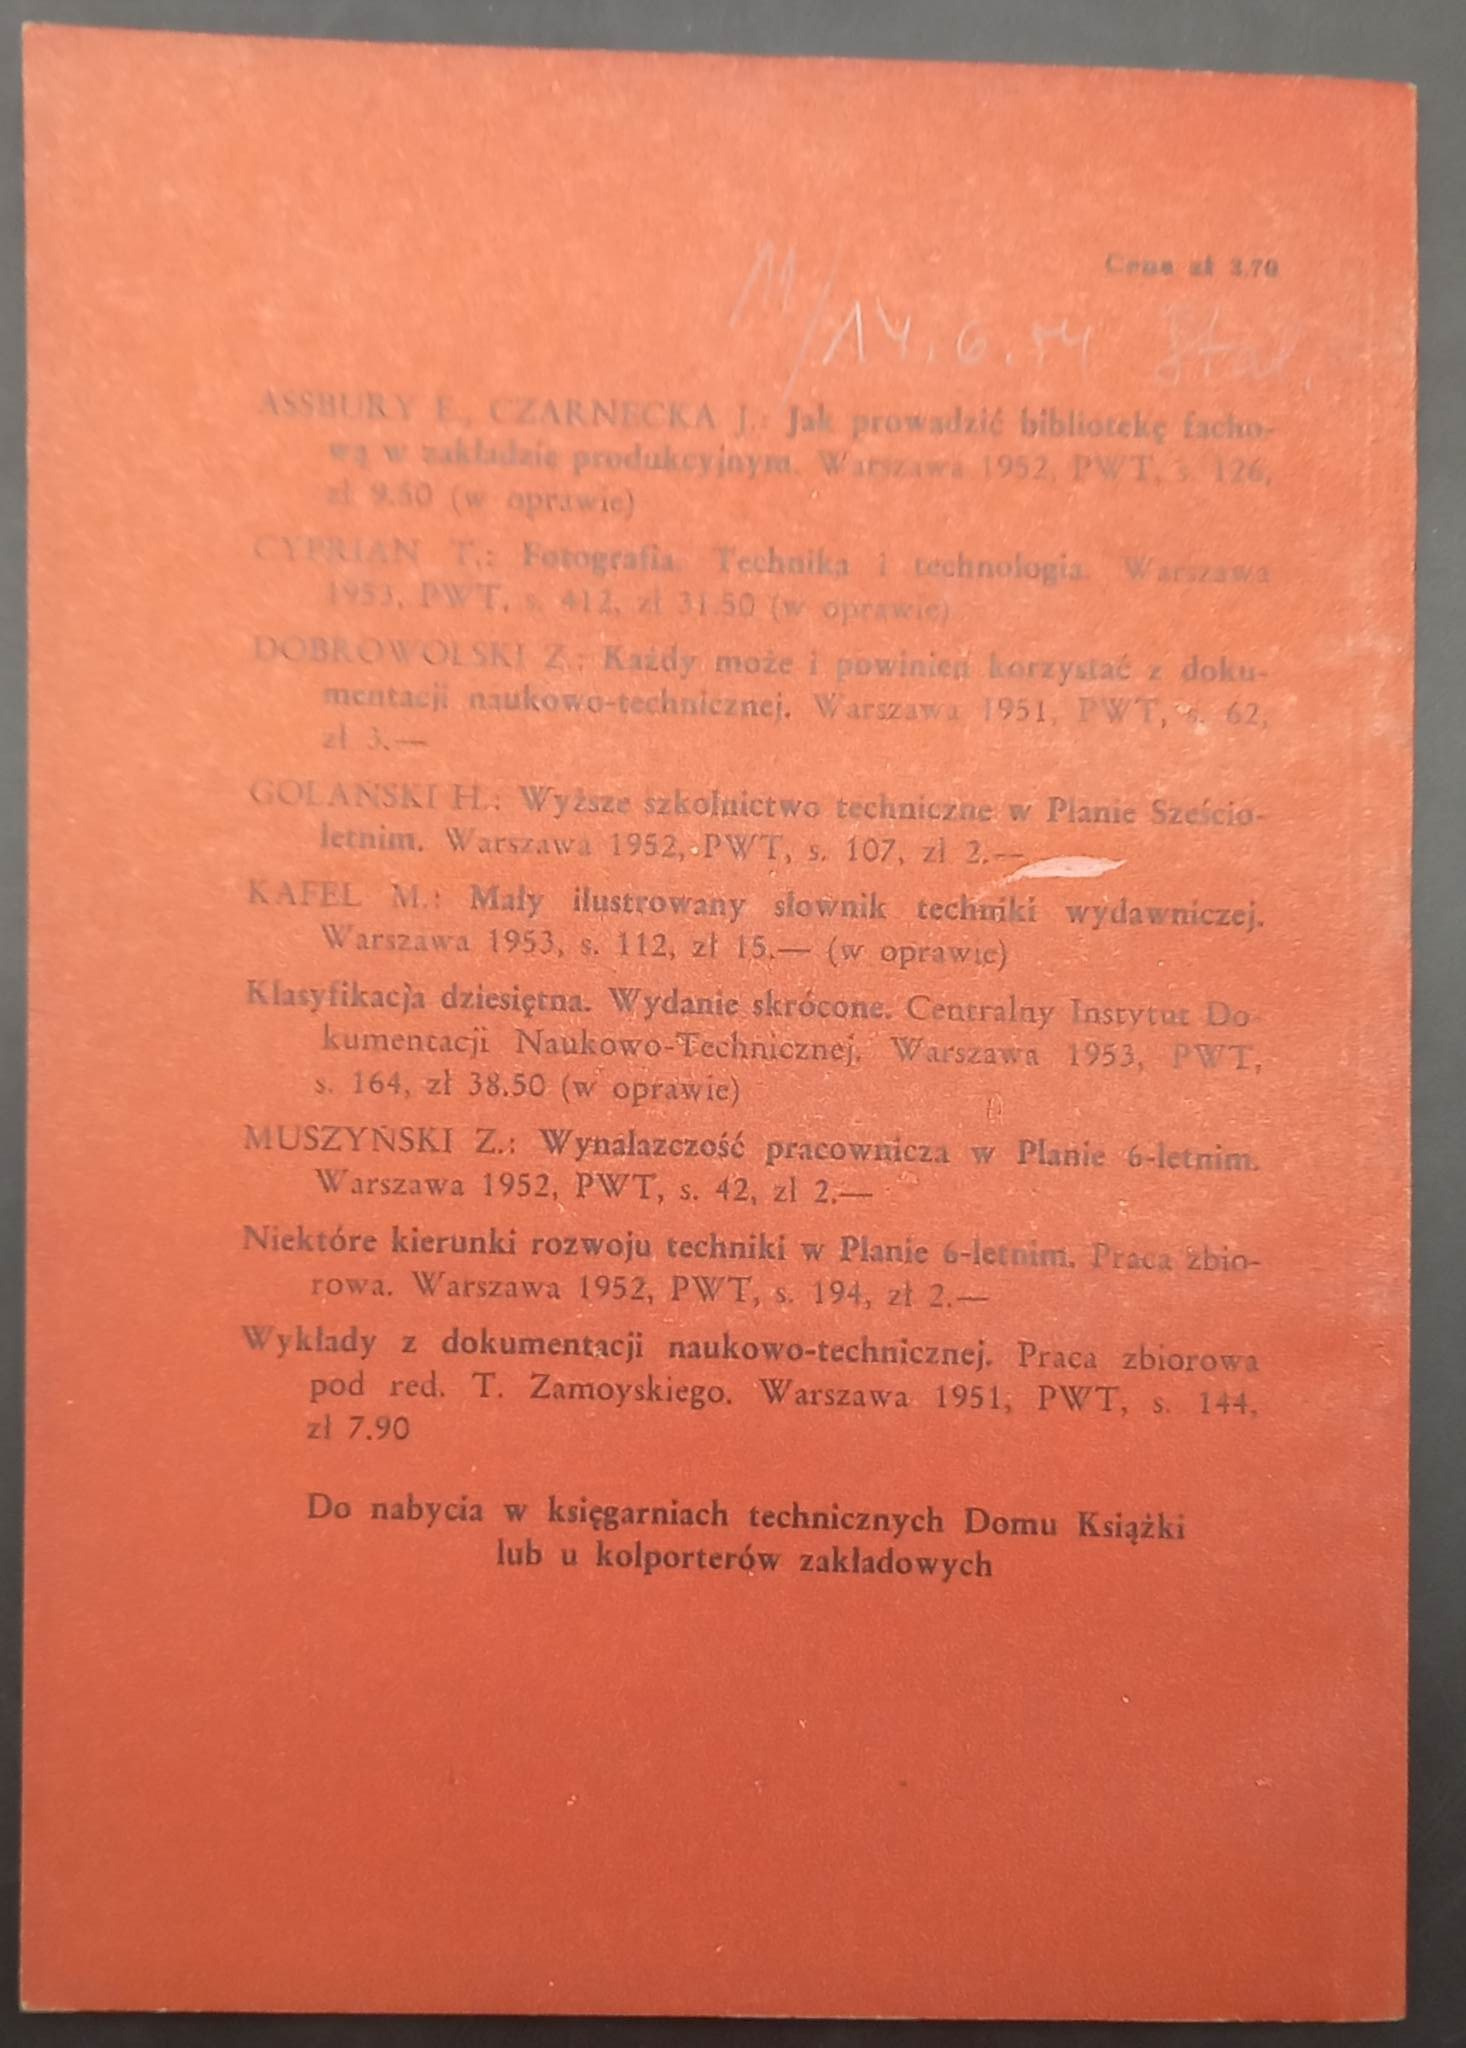 Cena zł 3.70
11/14.6.54
ASSBURY E., CZARNECKA J.: Jak prowadzić bibliotekę facho-
wą w zakładzie produkcyjnym. Warszawa 1952, PWT, s. 126,
zł 9.50 (w oprawie)
CYPRIAN T.: Fotografia. Technika i technologia. Warszawa
1953, PWT, s. 412, zł 31.50 (w oprawie)
DOBROWOLSKI Z.: Każdy może i powinien korzystać z doku-
mentacji naukowo-technicznej. Warszawa 1951, PWT, s. 62,
zł 3.—
GOLAŃSKI H.: Wyższe szkolnictwo techniczne w Planie Sześcio-
letnim. Warszawa 1952, PWT, s. 107, zł 2.—
KAFEL M.: Mały ilustrowany słownik techniki wydawniczej.
Warszawa 1953, s. 112, zł 15.— (w oprawie)
Klasyfikacja dziesiętna. Wydanie skrócone. Centralny Instytut Do-
kumentacji Naukowo-Technicznej. Warszawa 1953, PWT,
s. 164, zł 38.50 (w oprawie)
MUSZYŃSKI Z.: Wynalazczość pracownicza w Planie 6-letnim.
Warszawa 1952, PWT, s. 42, zł 2.—
Niektóre kierunki rozwoju techniki w Planie 6-letnim. Praca zbio-
rowa. Warszawa 1952, PWT, s. 194, zł 2.—
Wykłady z dokumentacji naukowo-technicznej. Praca zbiorowa
pod red. T. Zamoyskiego. Warszawa 1951, PWT, s. 144,
zł 7.90
Do nabycia w księgarniach technicznych Domu Książki
lub u kolporterów zakładowych